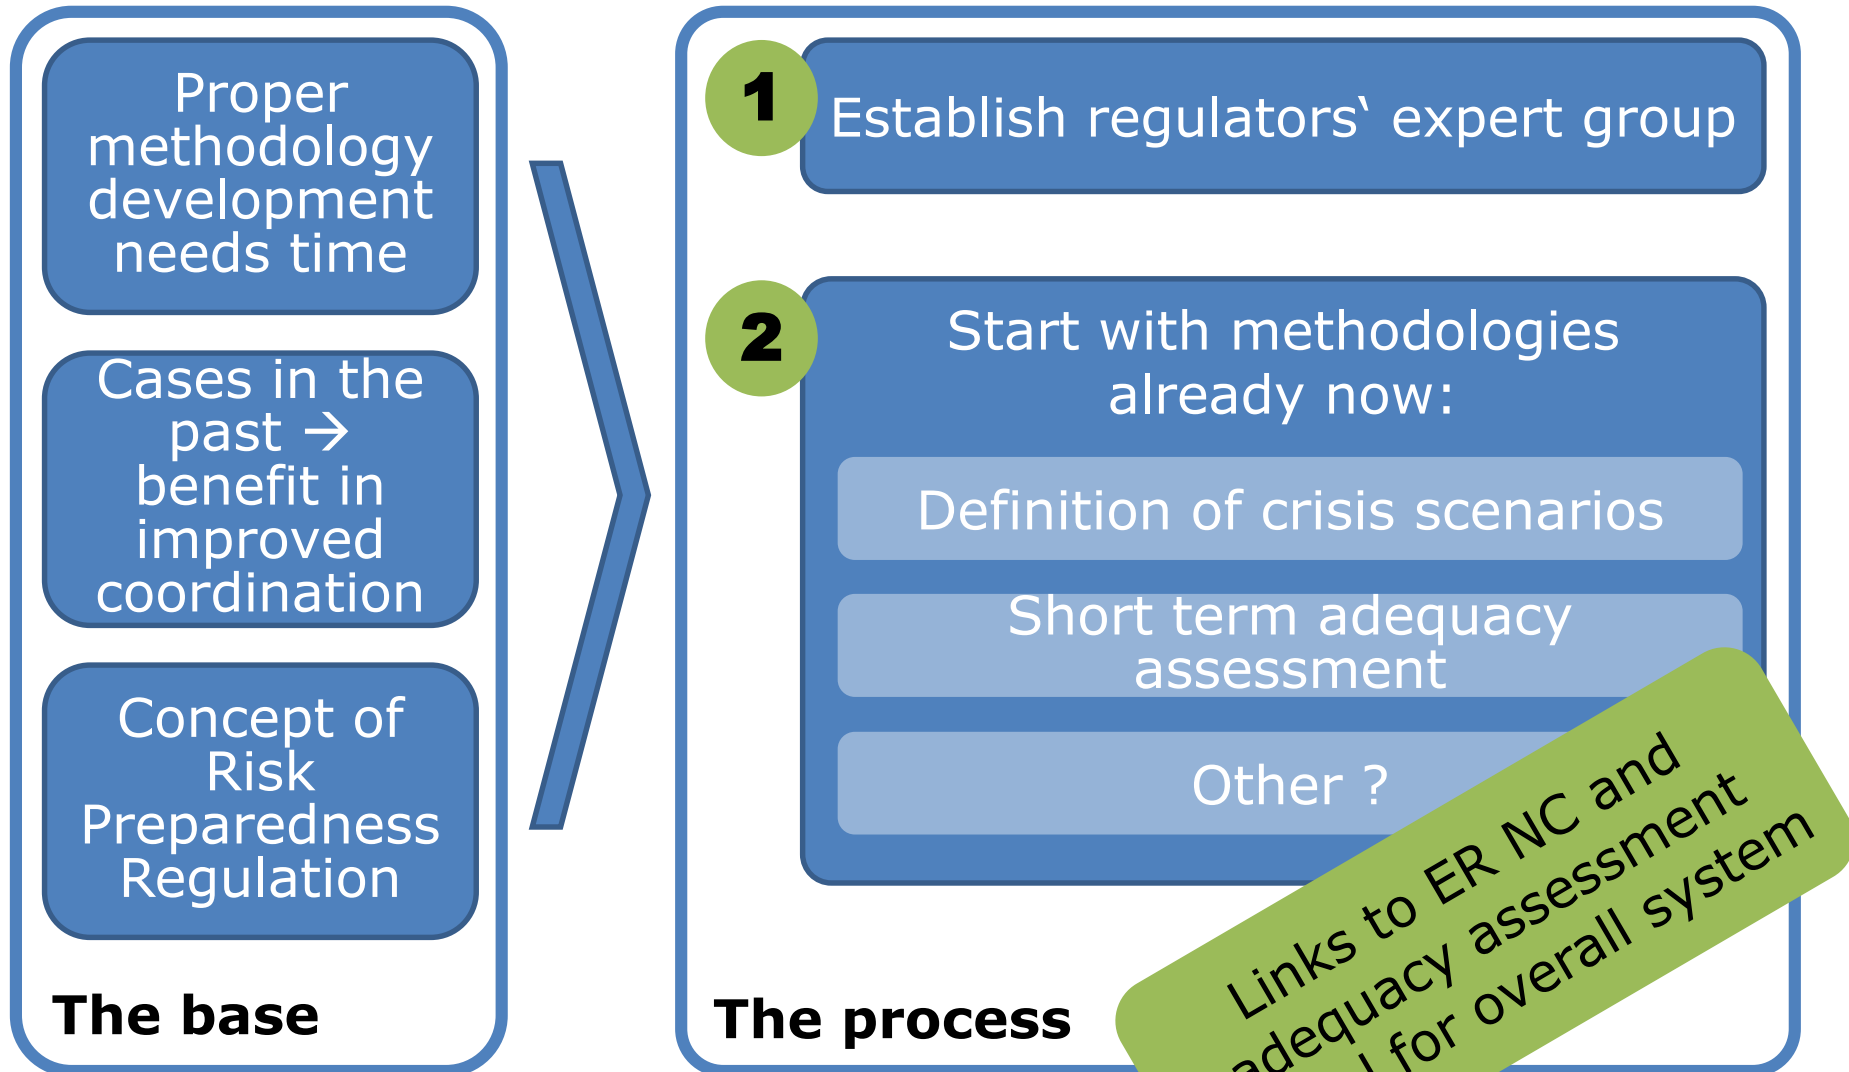 Proper
methodology
development
needs time
Cases in the
past →
benefit in
improved
coordination
Concept of
Risk
Preparedness
Regulation
The base
1
Establish regulators‘ expert group
2
Start with methodologies
already now:
Definition of crisis scenarios
Short term adequacy
assessment
Other ?
The process
Links to ER NC and
adequacy assessment
for overall system